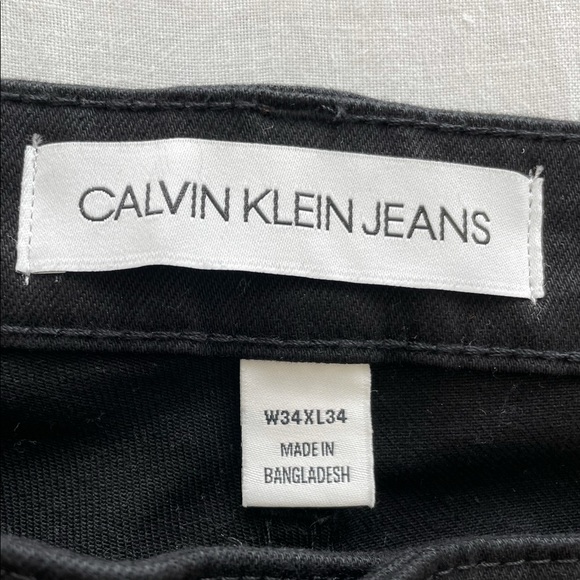 CALVIN KLEIN JEANS
W34XL34
MADE IN
BANGLADESH